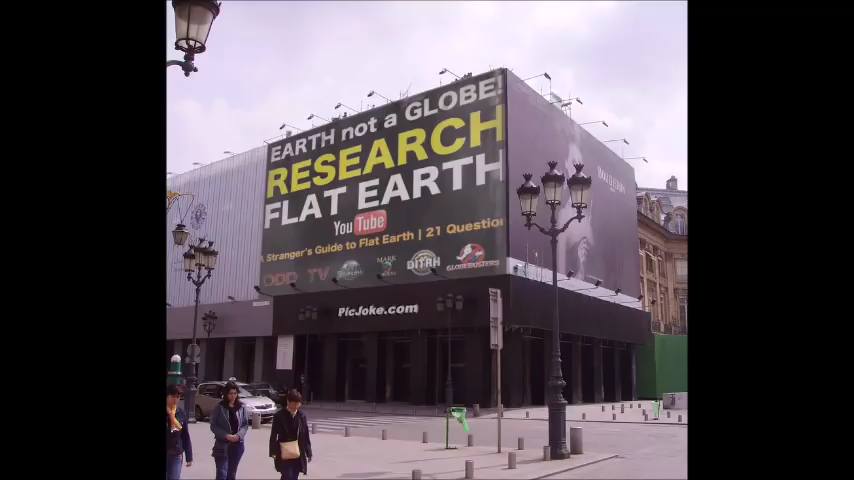 EARTH not a GLOBE!
RESEARCH
FLAT EARTH
YouTube
A Stranger's Guide to Flat Earth | 21 Question
ODD TV MARK DITRH GLOBEBUSTERS
PicJoke.com